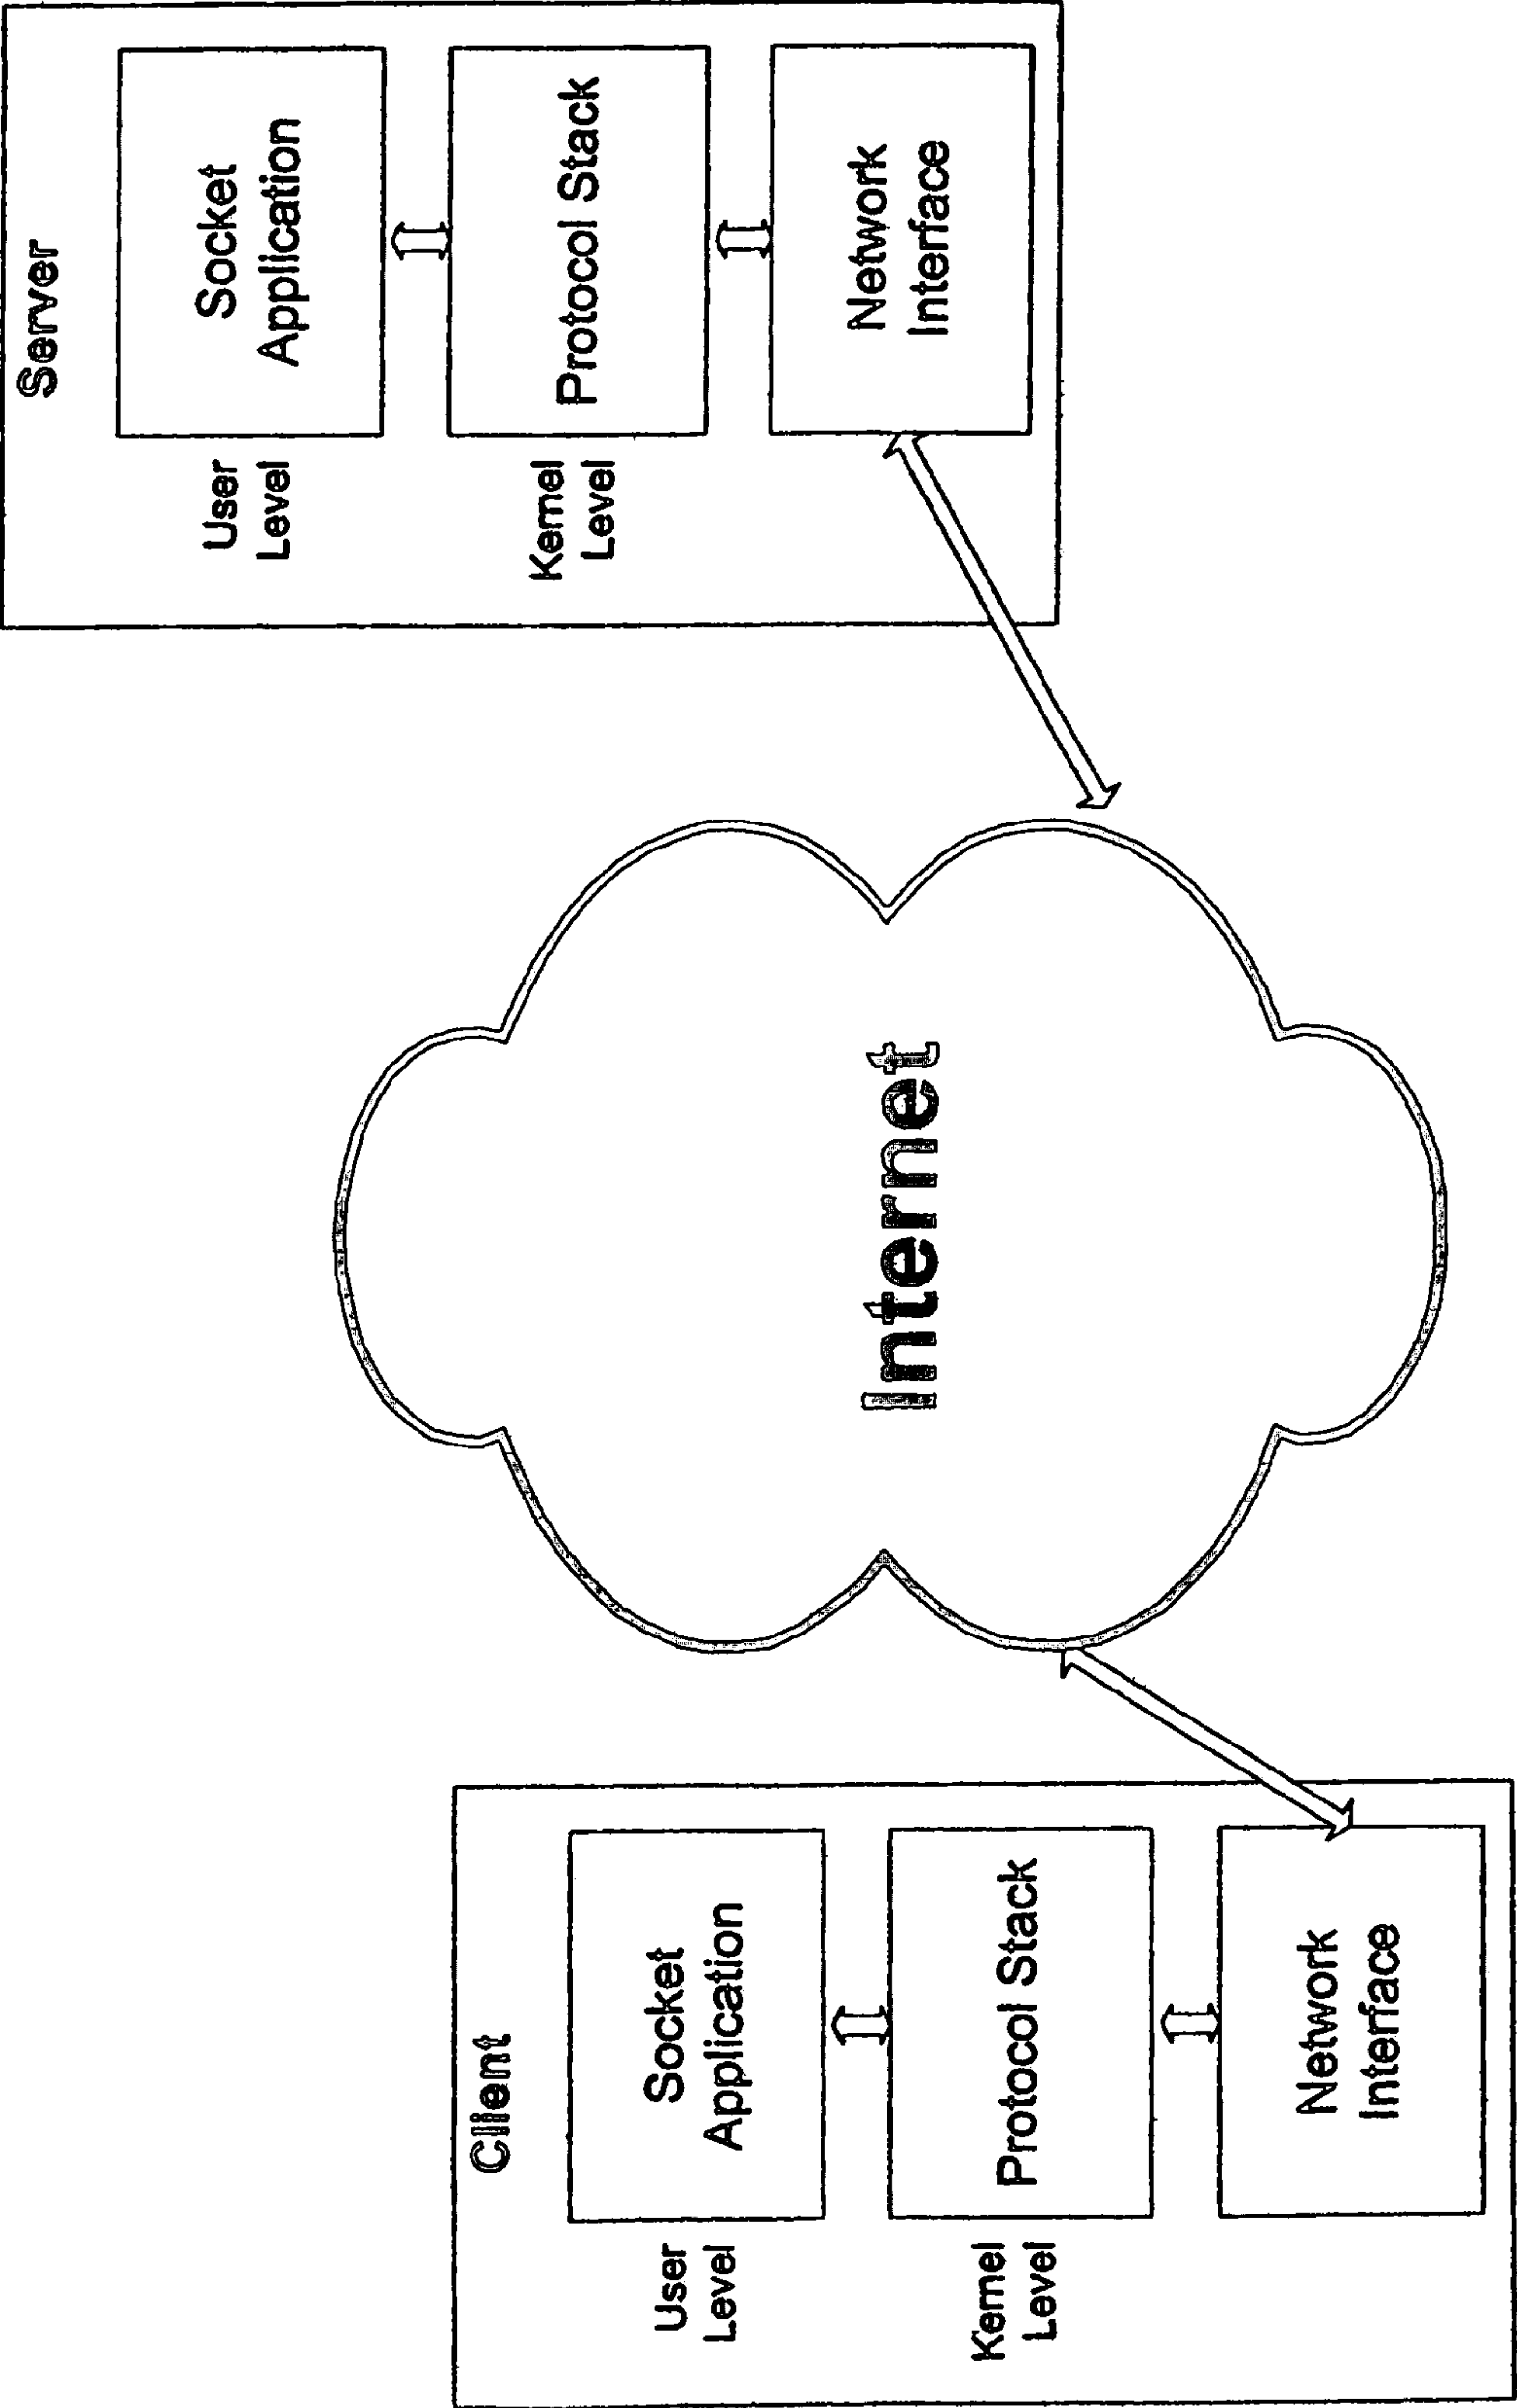 Client
User
Level
Socket
Application
Kernel
Level
Protocol Stack
Network
Interface
Internet
Server
User
Level
Socket
Application
Kernel
Level
Protocol Stack
Network
Interface